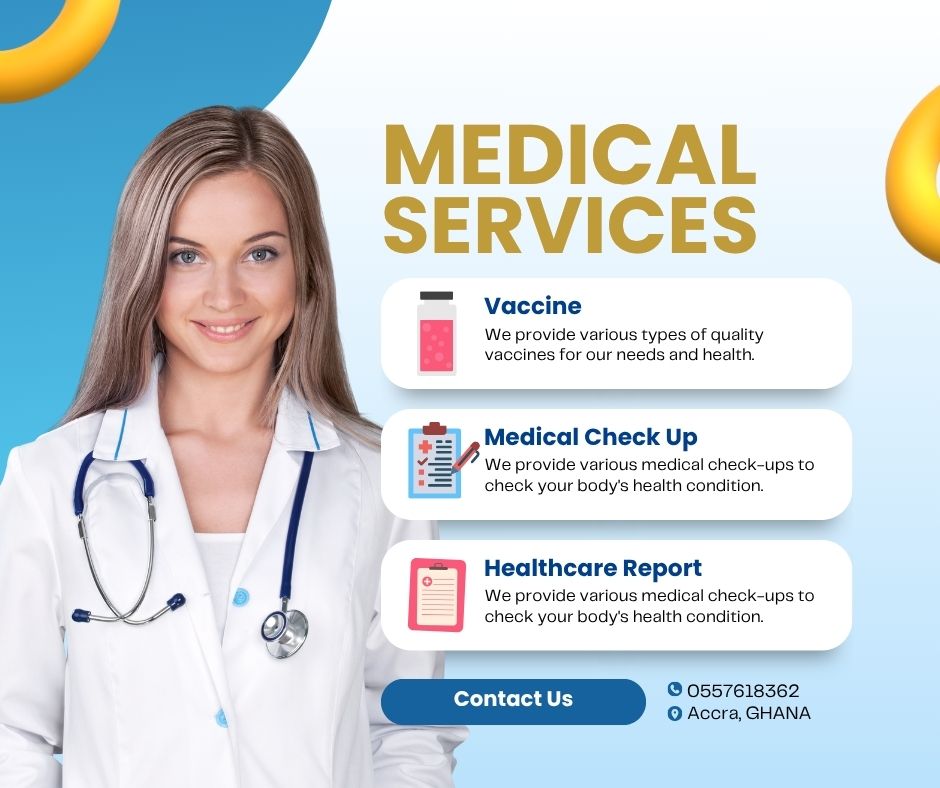 MEDICAL
SERVICES
Vaccine
We provide various types of quality
vaccines for our needs and health.
Medical Check Up
We provide various medical check-ups to
check your body's health condition.
Healthcare Report
We provide various medical check-ups to
check your body's health condition.
Contact Us
0557618362
Accra, GHANA